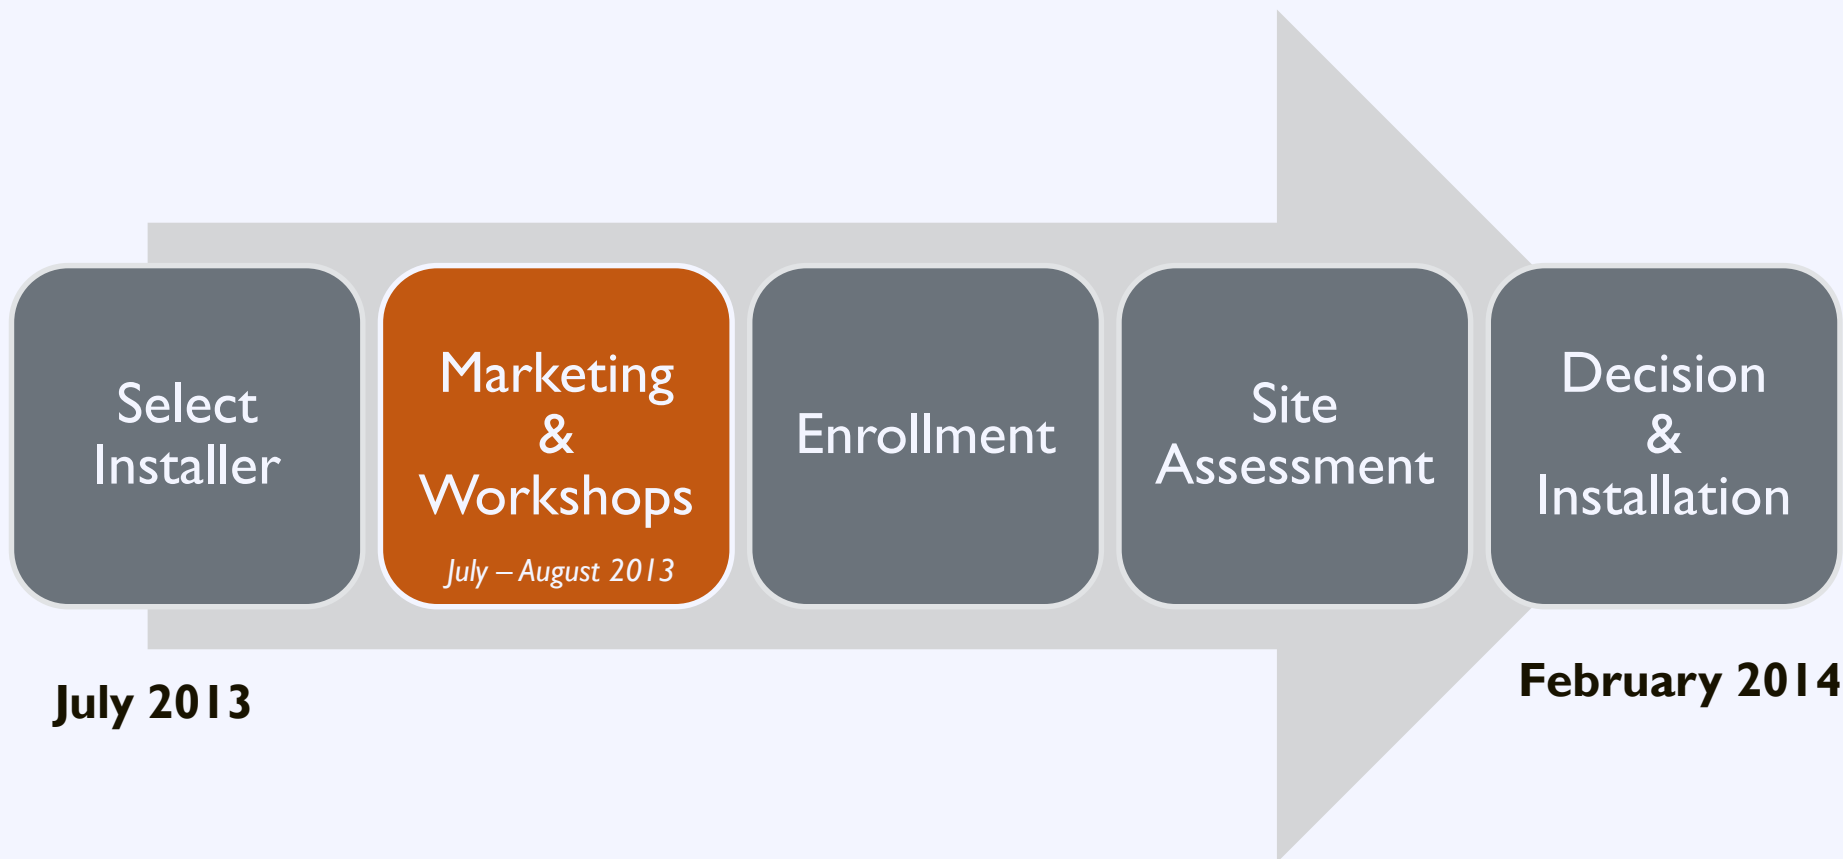 Select
Installer
Marketing
&
Workshops
July – August 2013
Enrollment
Site
Assessment
Decision
&
Installation
July 2013
February 2014